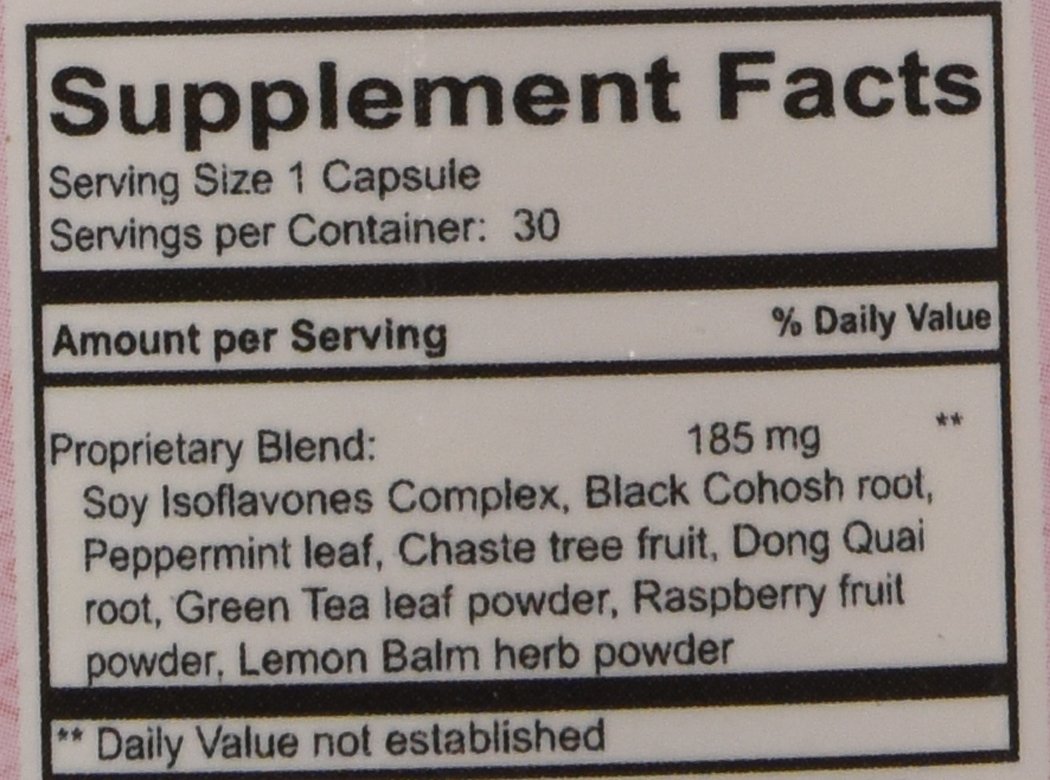 Supplement Facts
Serving Size 1 Capsule
Servings per Container: 30
Amount per Serving % Daily Value
Proprietary Blend: 185 mg **
Soy Isoflavones Complex, Black Cohosh root,
Peppermint leaf, Chaste tree fruit, Dong Quai
root, Green Tea leaf powder, Raspberry fruit
powder, Lemon Balm herb powder
** Daily Value not established